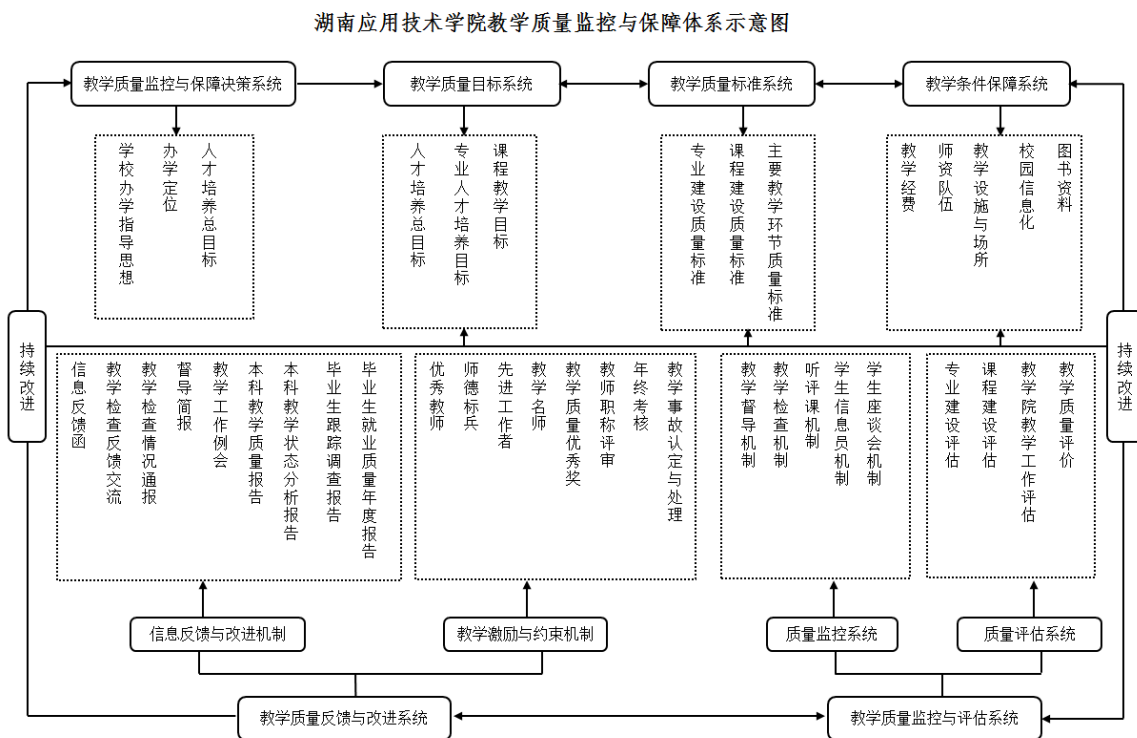 湖南应用技术学院教学质量监控与保障体系示意图
教学质量监控与保障决策系统
教学质量目标系统
教学质量标准系统
教学条件保障系统
学校办学指导思想
办学定位
人才培养总目标
人才培养总目标
专业人才培养目标
课程教学目标
专业建设质量标准
课程建设质量标准
主要教学环节质量标准
教学经费
师资队伍
教学设施与场所
校园信息化
图书资料
持续改进
持续改进
信息反馈函
教学检查反馈交流
教学检查情况通报
督导简报
教学工作例会
本科教学质量报告
本科教学状态分析报告
毕业生跟踪调查报告
毕业生就业质量年度报告
优秀教师
师德标兵
先进工作者
教学名师
教学质量优秀奖
教师职称评审
年终考核
教学事故认定与处理
教学督导机制
教学检查机制
听评课机制
学生信息员机制
学生座谈会机制
专业建设评估
课程建设评估
教学院教学工作评估
教学质量评价
信息反馈与改进机制
教学激励与约束机制
质量监控系统
质量评估系统
教学质量反馈与改进系统
教学质量监控与评估系统